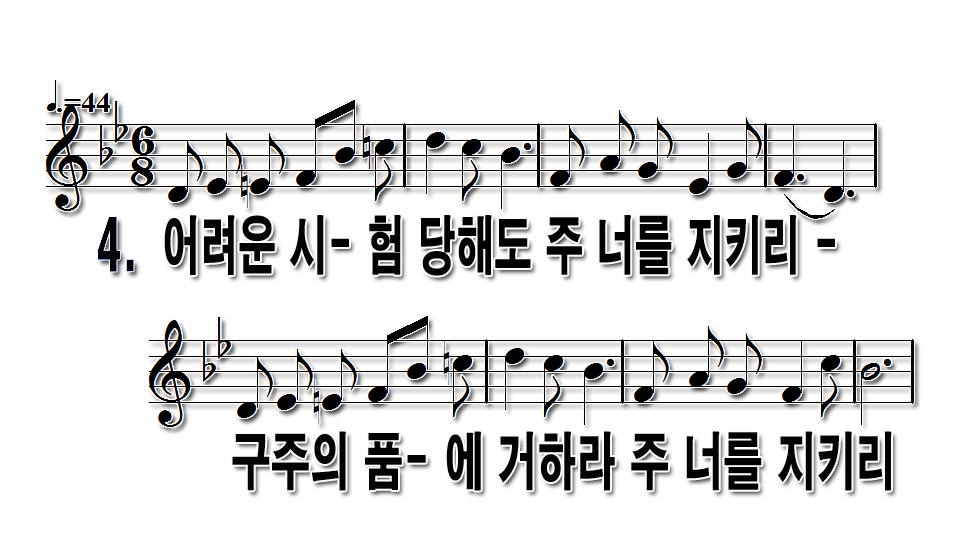 ♩.=44
6
8
4. 어려운 시- 험 당해도 주 너를 지키리 -
구주의 품- 에 거하라 주 너를 지키리